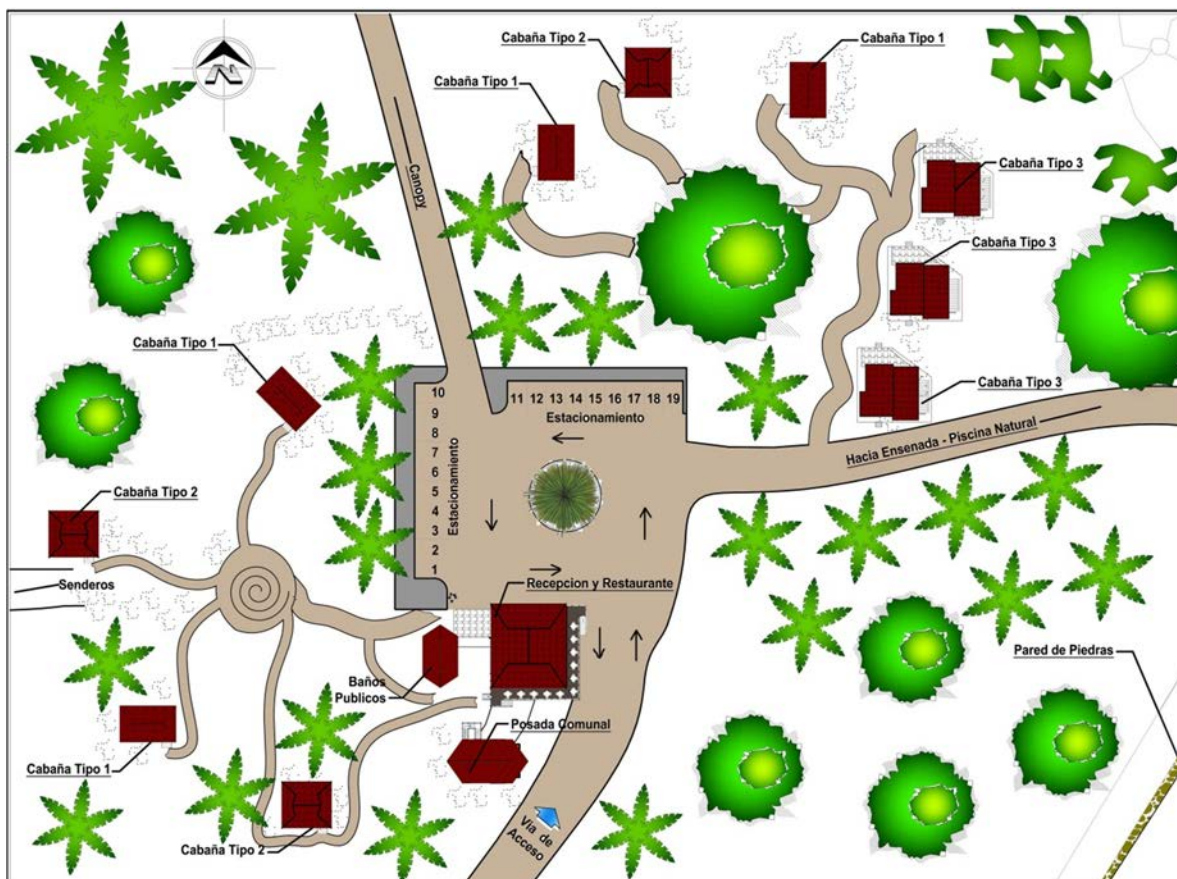 N
Cabaña Tipo 2
Cabaña Tipo 1
Cabaña Tipo 1
Canopy
Cabaña Tipo 3
Cabaña Tipo 3
Cabaña Tipo 1
Cabaña Tipo 3
10
9
8
7
6
5
4
3
2
1
Estacionamiento
11 12 13 14 15 16 17 18 19
Estacionamiento
Hacia Ensenada - Piscina Natural
Cabaña Tipo 2
Senderos
Recepcion y Restaurante
Baños
Publicos
Pared de Piedras
Posada Comunal
Cabaña Tipo 1
Cabaña Tipo 2
Via de
Acceso